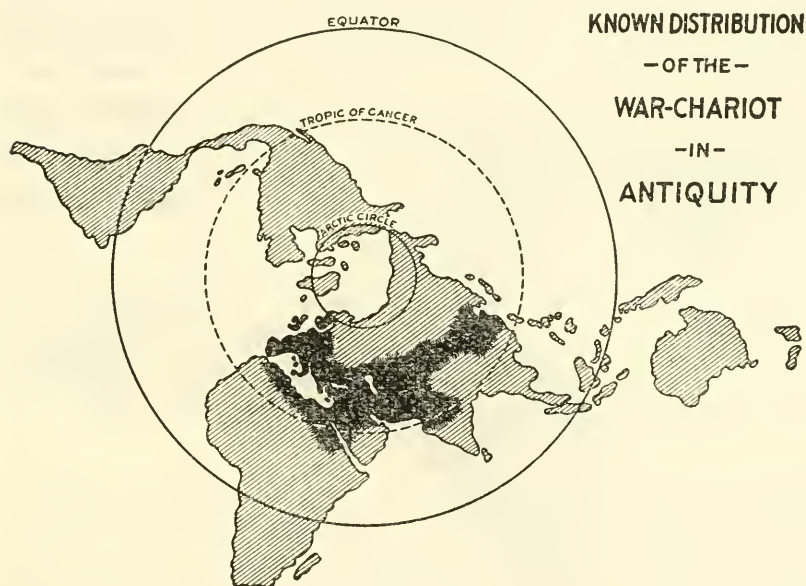 KNOWN DISTRIBUTION
—OF THE—
WAR-CHARIOT
—IN—
ANTIQUITY
EQUATOR
TROPIC OF CANCER
ARCTIC CIRCLE